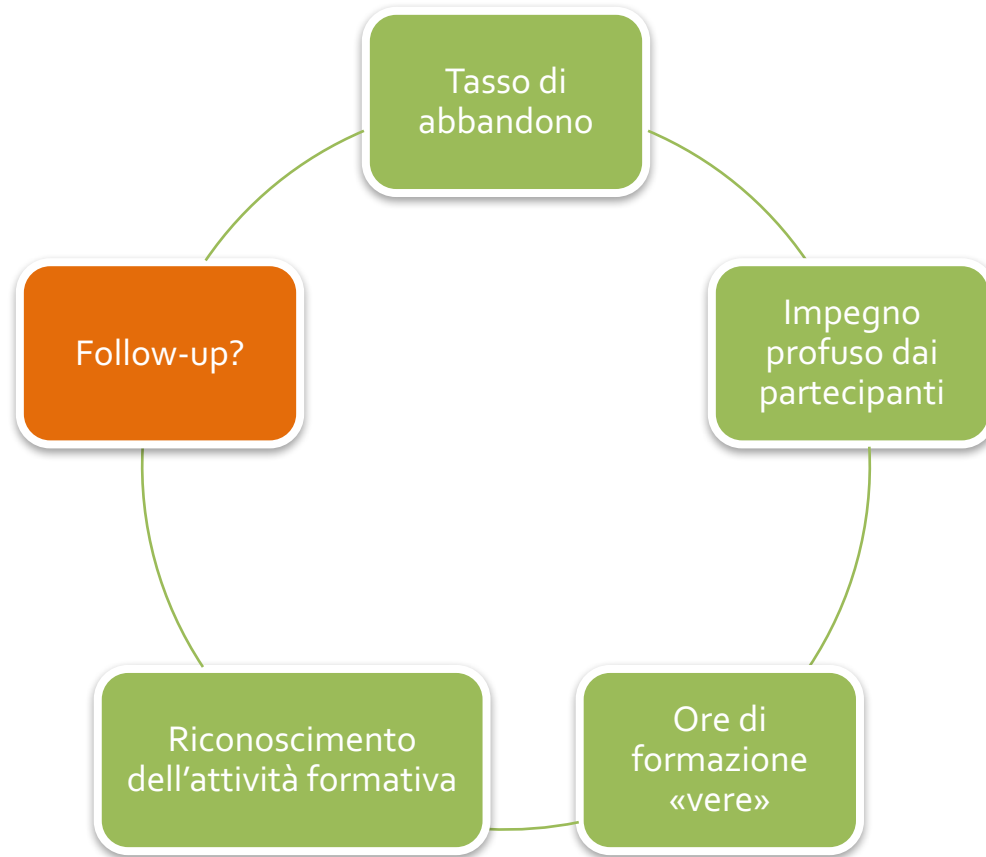 Tasso di
abbandono
Impegno
profuso dai
partecipanti
Ore di
formazione
«vere»
Riconoscimento
dell’attività formativa
Follow-up?